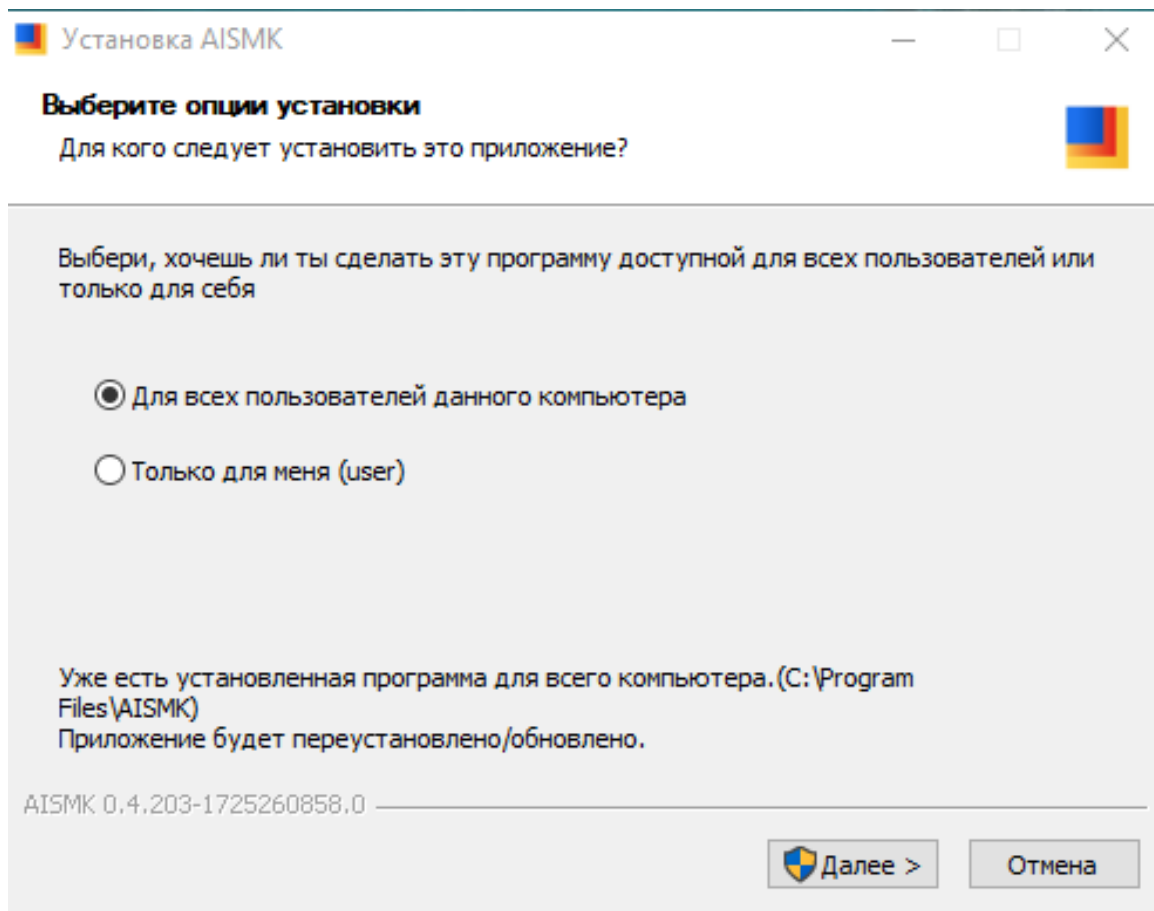 Установка AISMK
Выберите опции установки
Для кого следует установить это приложение?
Выбери, хочешь ли ты сделать эту программу доступной для всех пользователей или
только для себя
Для всех пользователей данного компьютера
Только для меня (user)
Уже есть установленная программа для всего компьютера.(C:\Program
Files\AISMK)
Приложение будет переустановлено/обновлено.
AISMK 0.4.203-1725260858.0
Далее >
Отмена